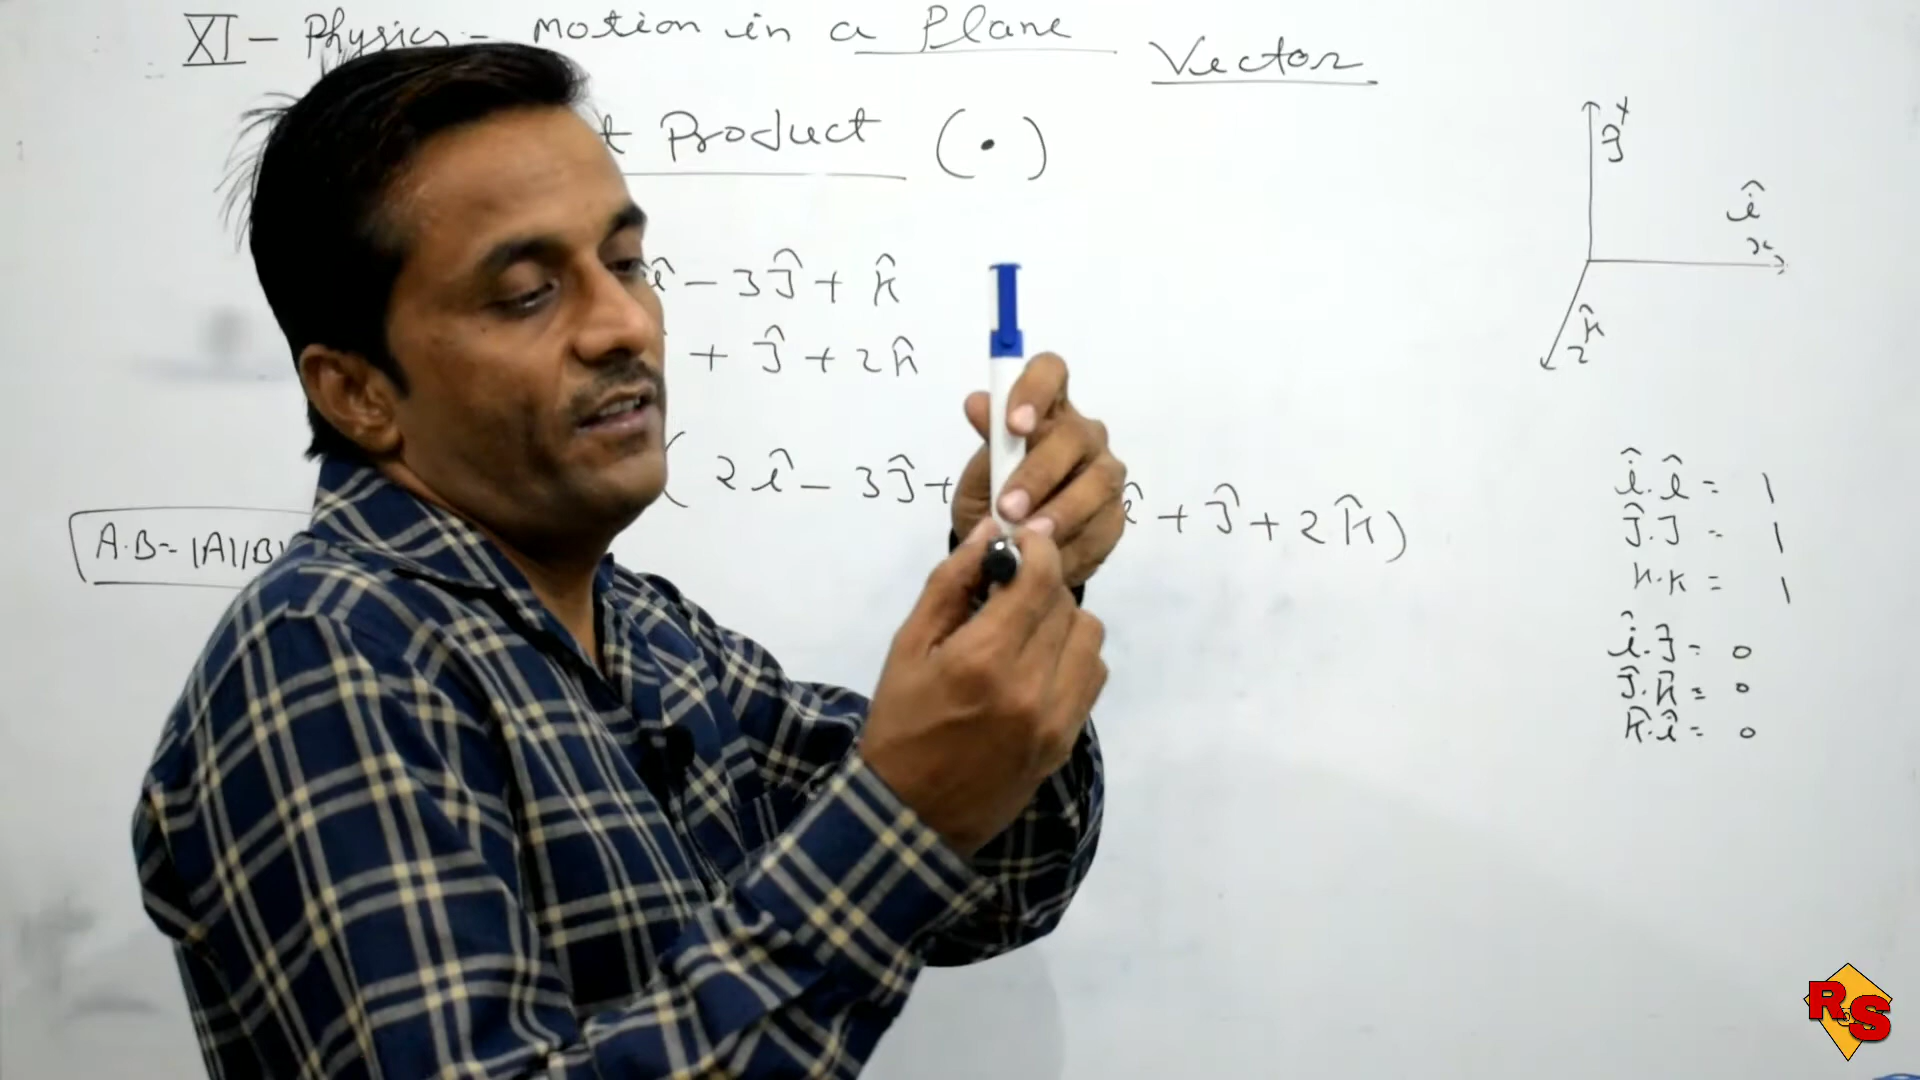 XI - Physics - Motion in a Plane
Vector
Product (•)
î - 3ĵ + k̂
+ ĵ + 2k̂
( 2î - 3ĵ +
+ ĵ + 2k̂ )
A·B = |A||B|
Y
ĵ
î
x
k̂
z
î.î = 1
ĵ.J = 1
k.k = 1
î.J = 0
ĵ.k̂ = 0
k̂.î = 0
RS